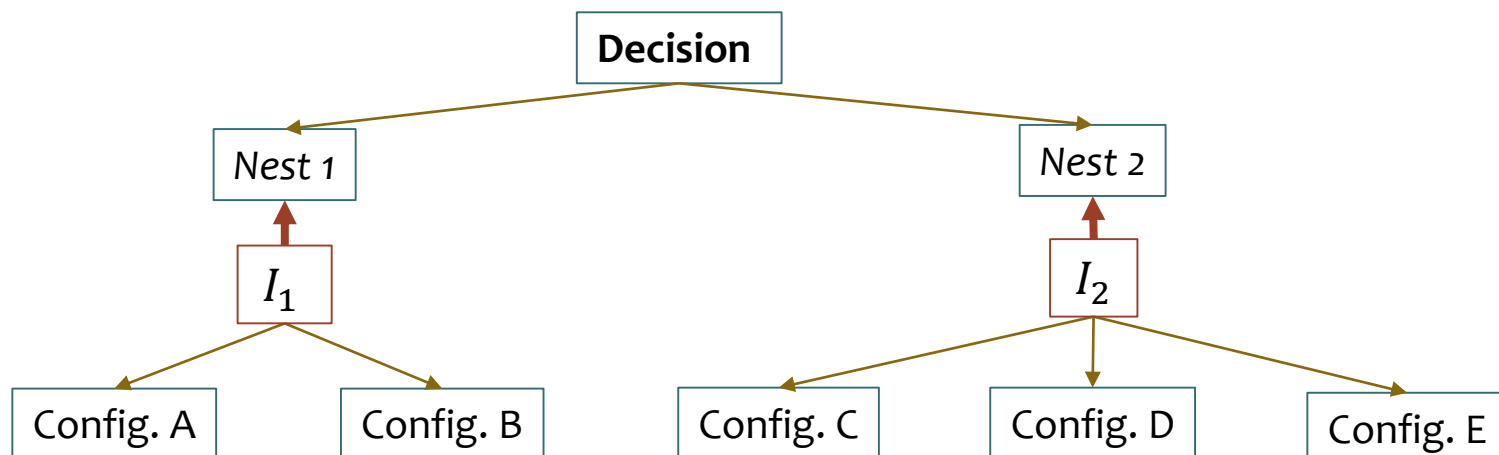 Decision
Nest 1
Nest 2
I₁
I₂
Config. A
Config. B
Config. C
Config. D
Config. E